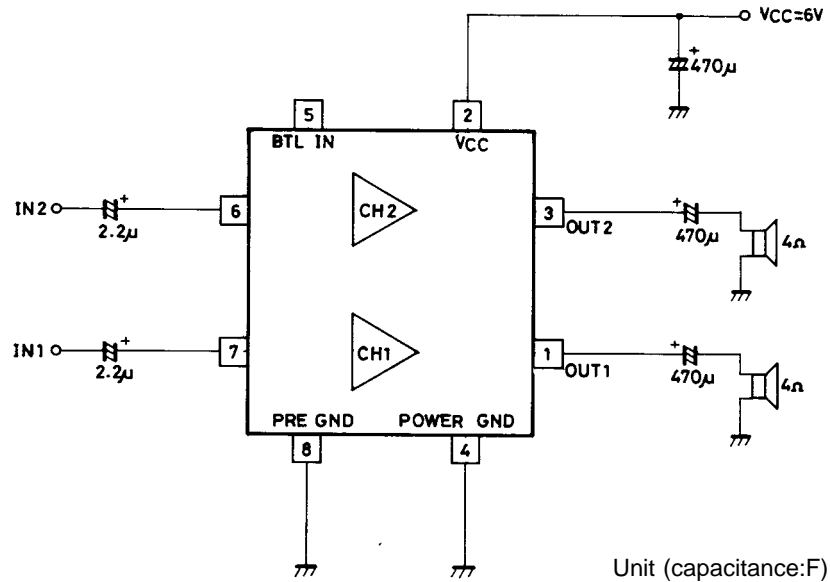 VCC=6V
+
470μ
5
2
BTL IN
VCC
IN2
+
2.2μ
6
CH2
3
OUT2
+
470μ
4Ω
IN1
+
2.2μ
7
CH1
1
OUT1
+
470μ
4Ω
PRE GND
POWER GND
8
4
Unit (capacitance:F)